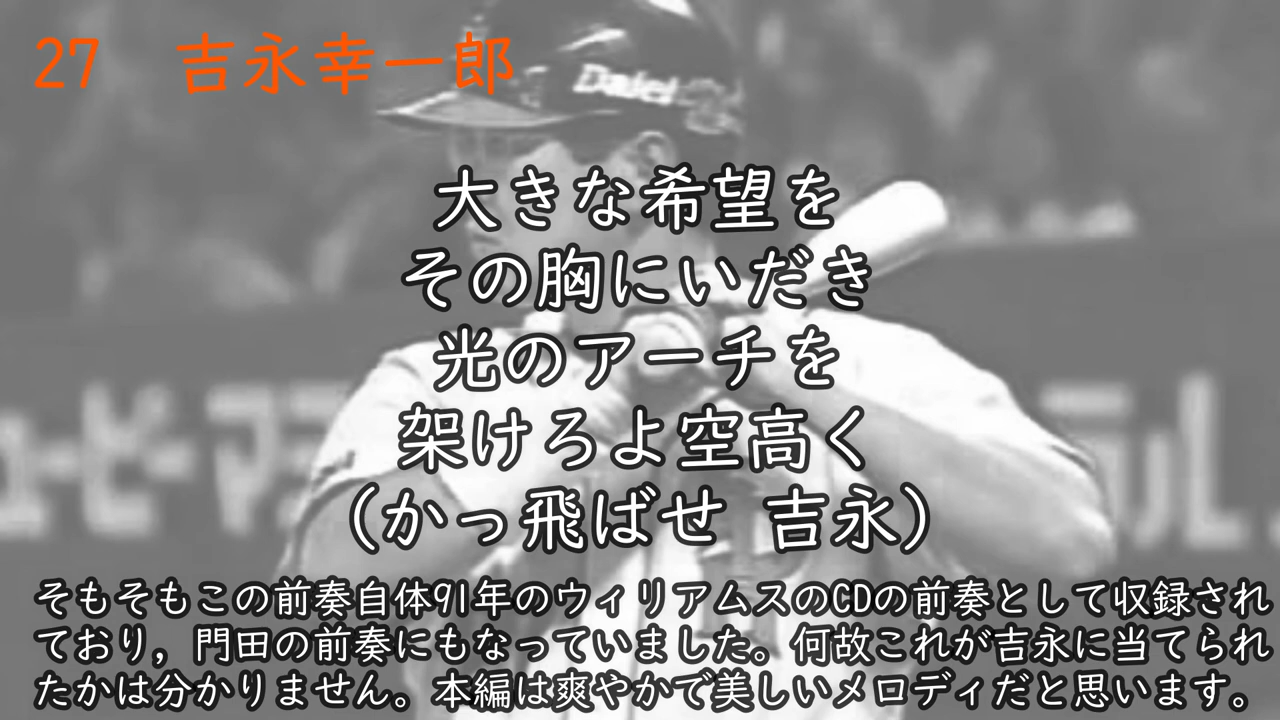 27 吉永幸一郎
Daiei
大きな希望を
その胸にいだき
光のアーチを
架けろよ空高く
(かっ飛ばせ 吉永)
そもそもこの前奏自体91年のウィリアムスのCDの前奏として収録され
ており，門田の前奏にもなっていました。何故これが吉永に当てられ
たかは分かりません。本編は爽やかで美しいメロディだと思います。